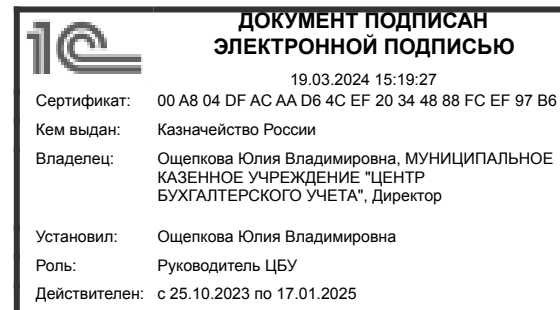 1С
ДОКУМЕНТ ПОДПИСАН
ЭЛЕКТРОННОЙ ПОДПИСЬЮ
19.03.2024 15:19:27
Сертификат: 00 A8 04 DF AC AA D6 4C EF 20 34 48 88 FC EF 97 B6
Кем выдан: Казначейство России
Владелец: Ощепкова Юлия Владимировна, МУНИЦИПАЛЬНОЕ
КАЗЕННОЕ УЧРЕЖДЕНИЕ "ЦЕНТР
БУХГАЛТЕРСКОГО УЧЕТА", Директор
Установил: Ощепкова Юлия Владимировна
Роль: Руководитель ЦБУ
Действителен: с 25.10.2023 по 17.01.2025